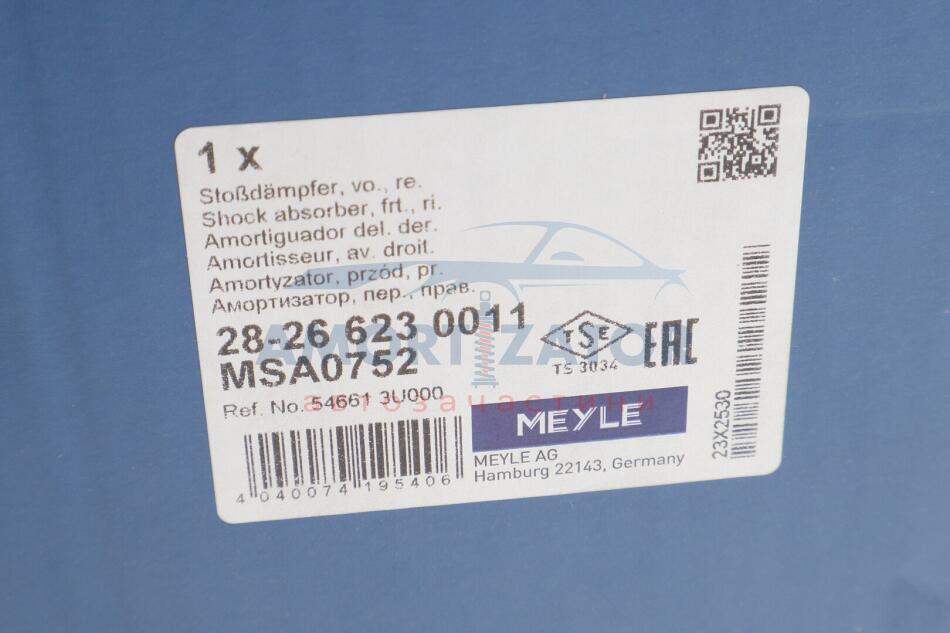 1 x
Stoßdämpfer, vo., re.
Shock absorber, frt., ri.
Amortiguador del. der.
Amortisseur, av. droit.
Amortyzator, przód, pr.
Амортизатор, пер., прав.
28-26 623 0011
MSA0752
Ref. No. 54661 3U000
4 040074 195406
TSE
TS 3034
EAC
MEYLE
MEYLE AG
Hamburg 22143, Germany
23X2530
AMORTIZATOR
автозапчастини